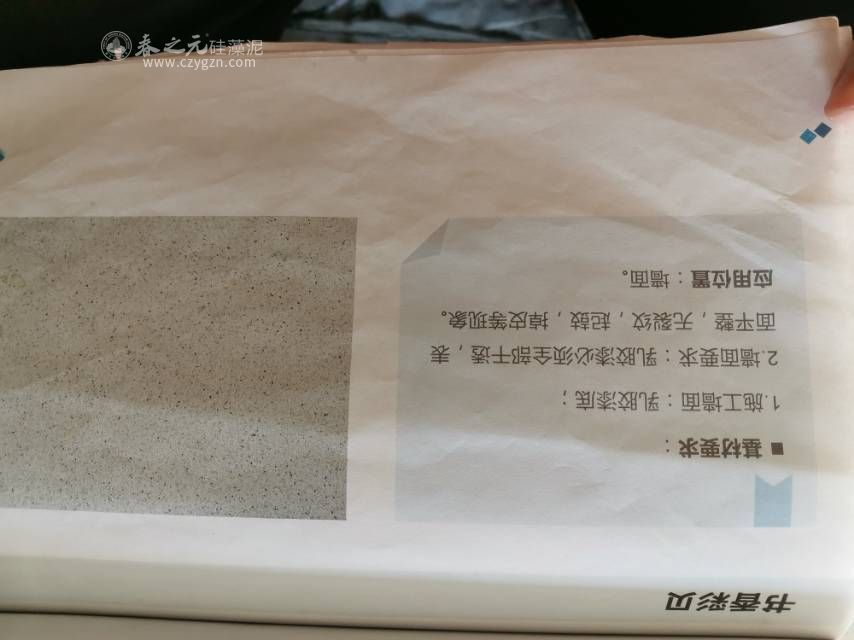 春之元硅藻泥
www.czygzn.com
书香彩贝
■ 基材要求：
1.施工墙面：乳胶漆底；
2.墙面要求：乳胶漆必须全部干透，表
面平整，无裂纹，起鼓，掉皮等现象。
应用位置：墙面。